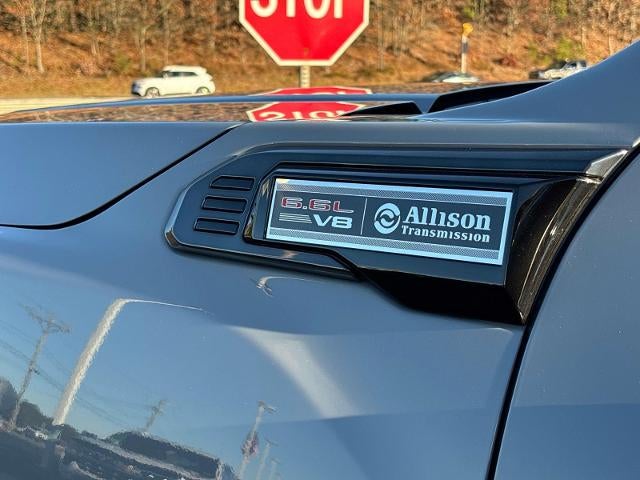 STOP
6.6L
V8
Allison
Transmission